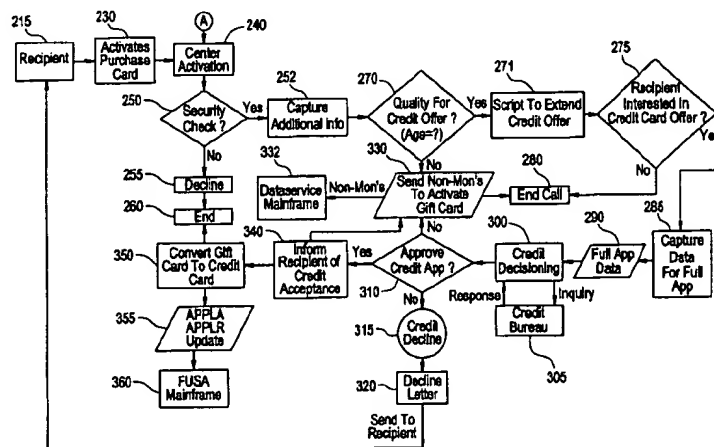 A
215
230
240
Recipient
Activates
Purchase
Card
Center
Activation
250
Security
Check ?
Yes
No
252
Capture
Additional Info
270
Quality For
Credit Offer ?
(Age=?)
Yes
No
271
Script To Extend
Credit Offer
275
Recipient
Interested In
Credit Card Offer ?
Yes
No
255
Decline
260
End
332
Dataservice
Mainframe
Non-Mon's
330
Send Non-Mon's
To Activate
Gift Card
280
End Call
285
Capture
Data
For Full
App
290
Full App
Data
300
Credit
Decisioning
Response
Inquiry
Credit
Bureau
305
No
Approve
Credit App ?
310
Yes
No
340
Inform
Recipient of
Credit
Acceptance
350
Convert Gift
Card To Credit
Card
355
APPLA
APPLR
Update
360
FUSA
Mainframe
315
Credit
Decline
320
Decline
Letter
Send To
Recipient